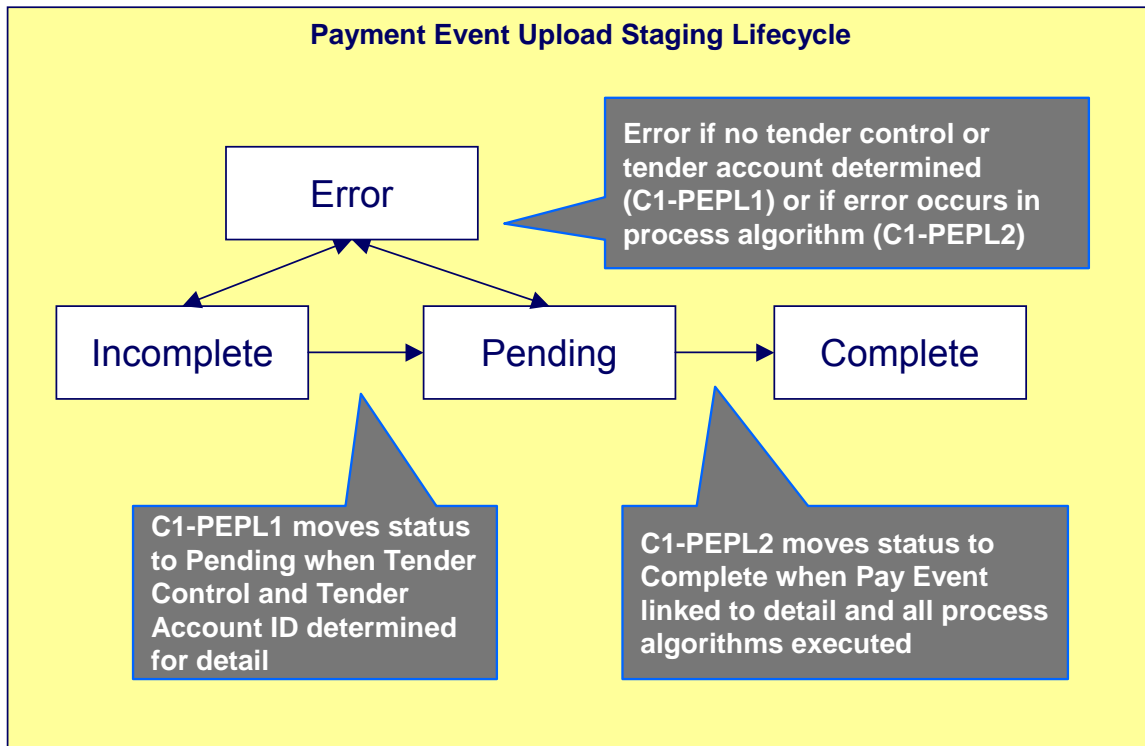 Payment Event Upload Staging Lifecycle
Error if no tender control or
tender account determined
(C1-PEPL1) or if error occurs in
process algorithm (C1-PEPL2)
Error
Incomplete
Pending
Complete
C1-PEPL1 moves status
to Pending when Tender
Control and Tender
Account ID determined
for detail
C1-PEPL2 moves status to
Complete when Pay Event
linked to detail and all process
algorithms executed